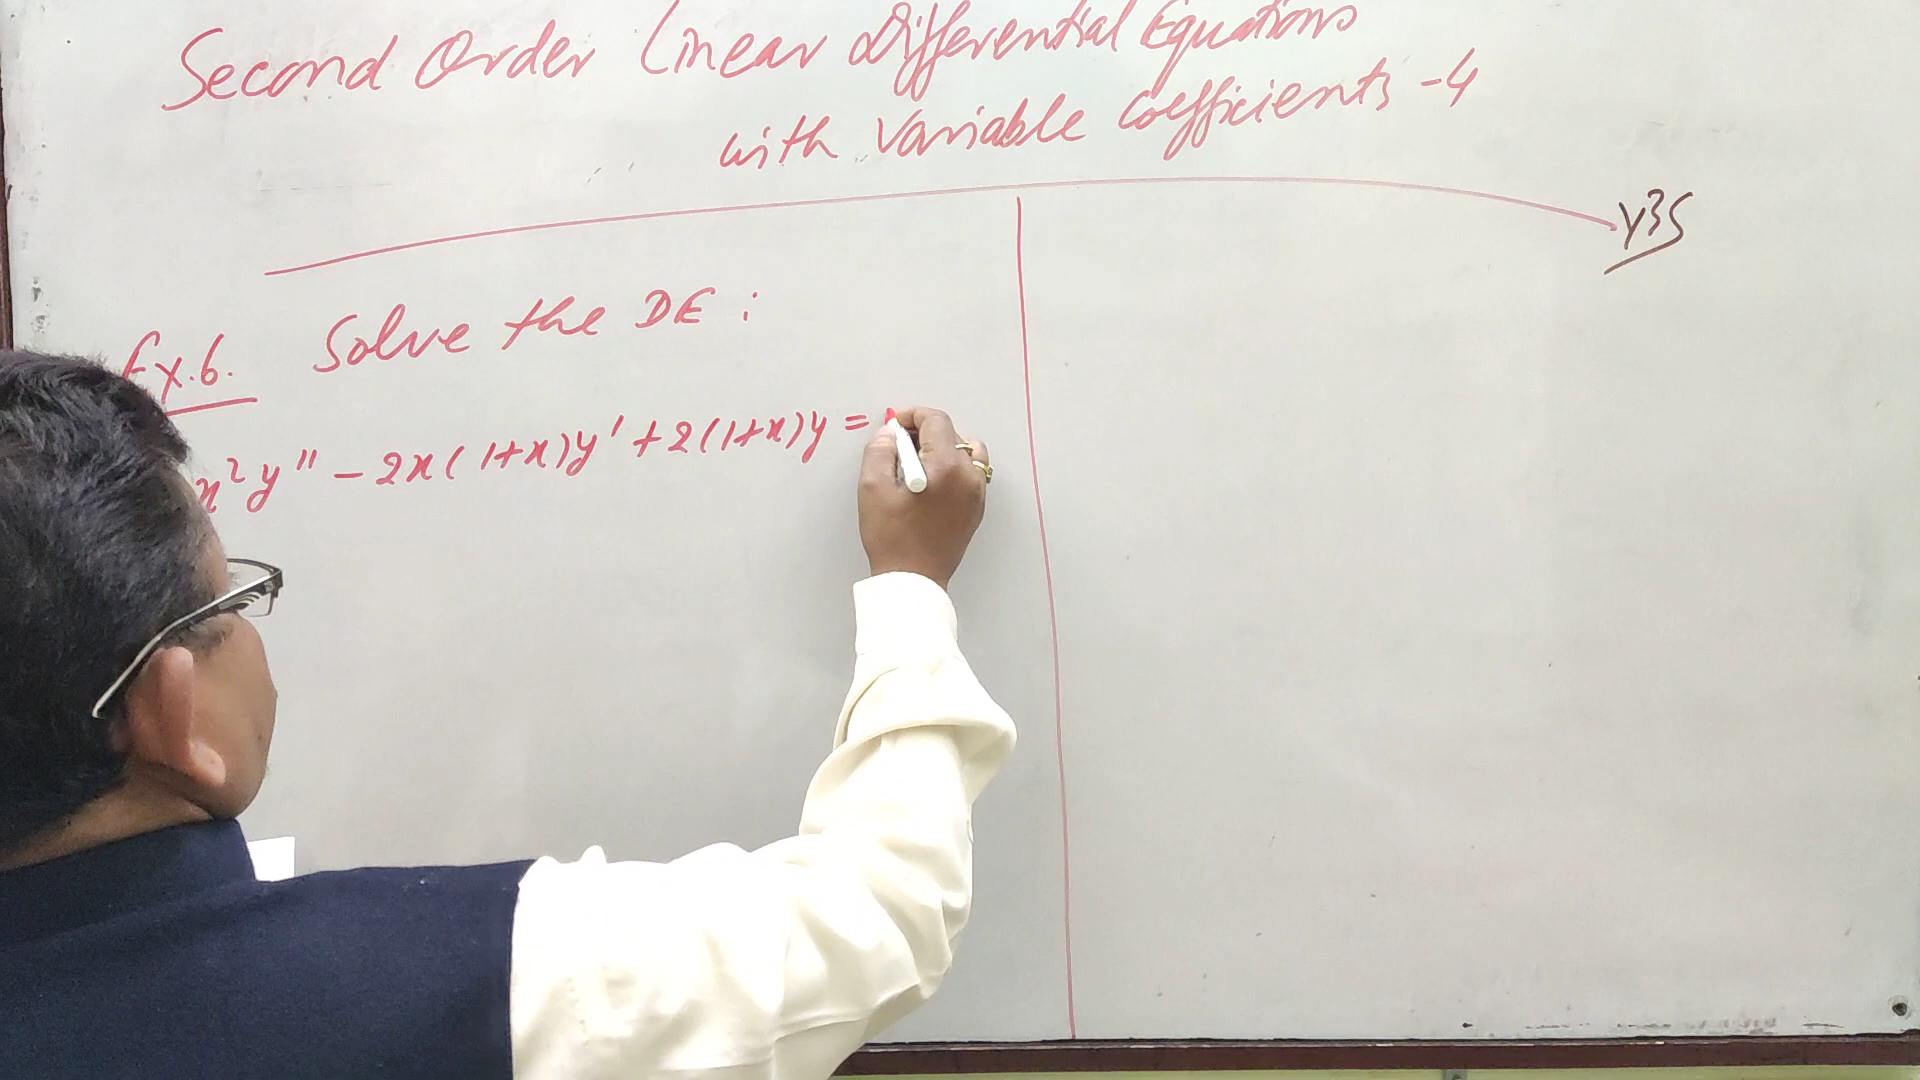 Second Order Linear Differential Equations
with Variable coefficients -4
Ex.6. Solve the DE :
x²y" - 2x(1+x)y' + 2(1+x)y =